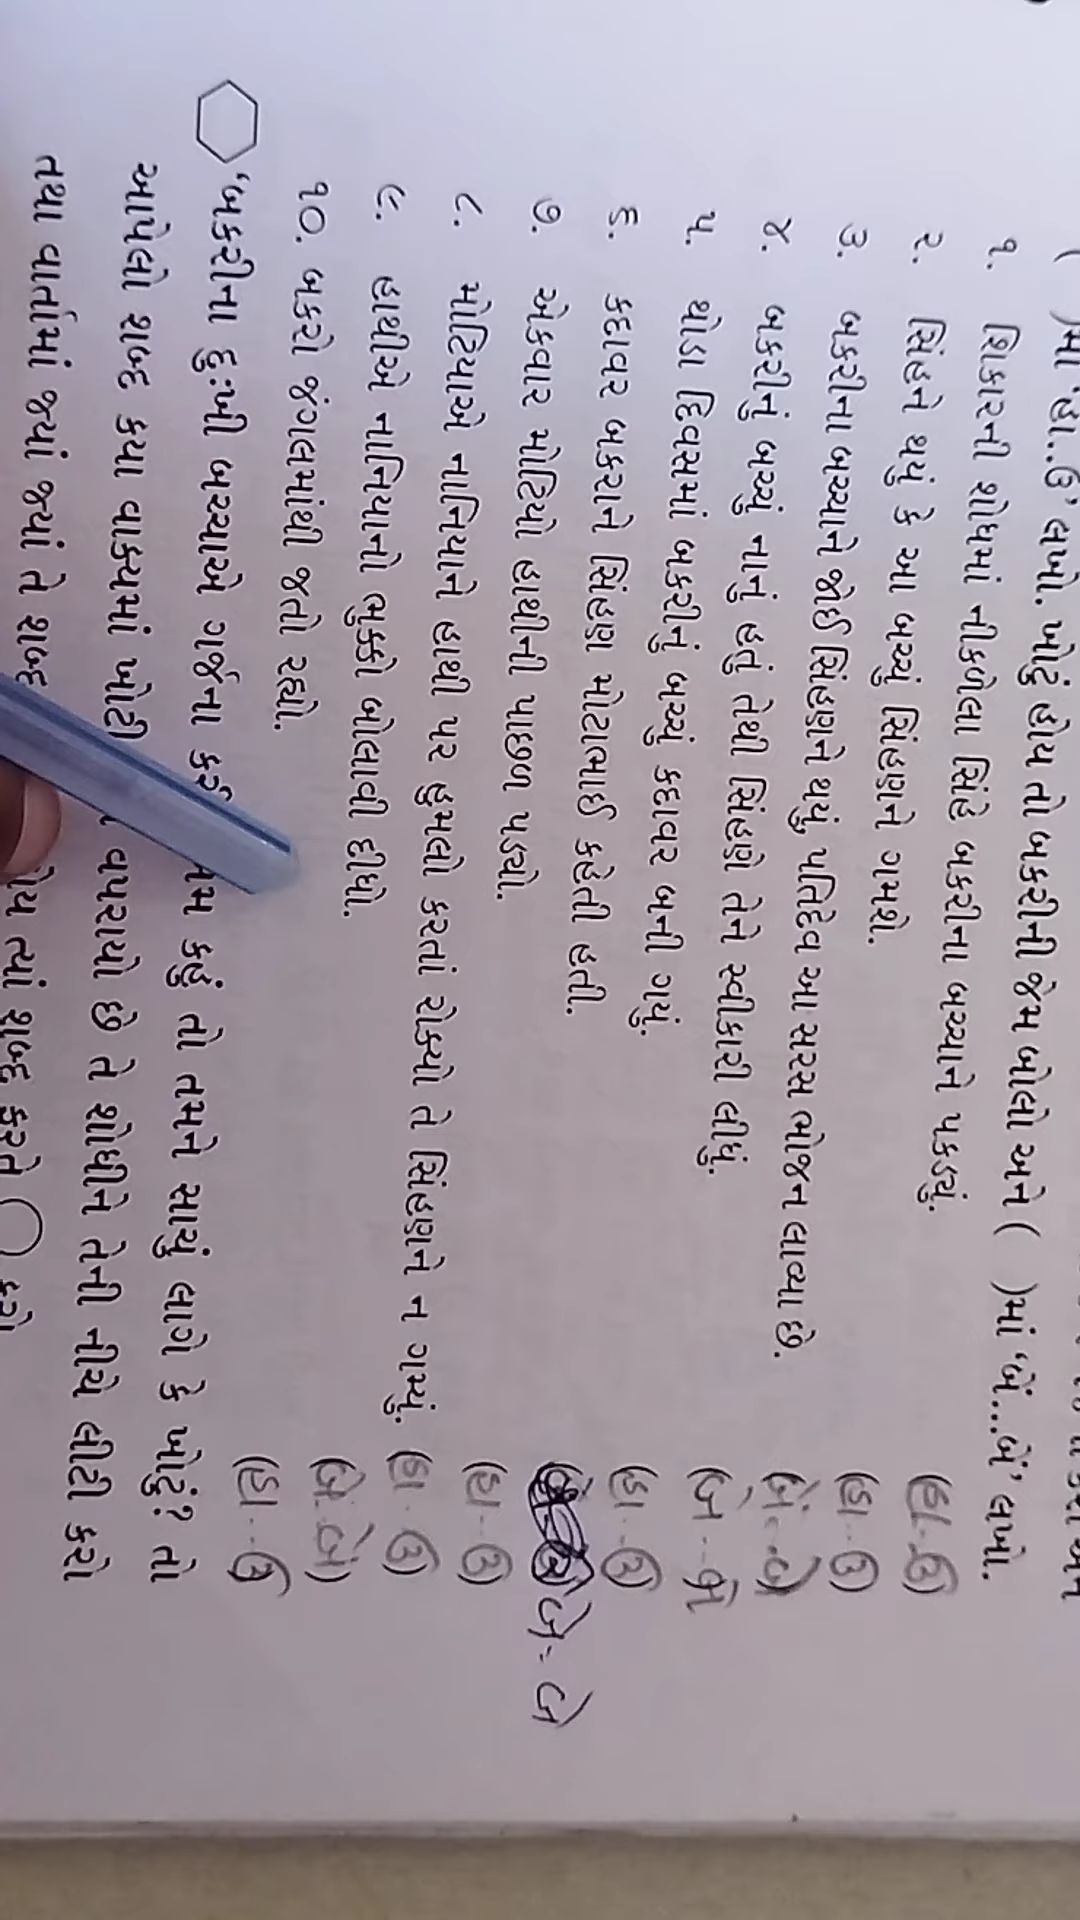 )માં 'હા..ઉ' લખો. ખોટું હોય તો બકરીની જેમ બોલો અને ( )માં 'બેં...બેં' લખો.
૧. શિકારની શોધમાં નીકળેલા સિંહે બકરીના બચ્ચાને પકડ્યું. (હા..ઉ)
૨. સિંહને થયું કે આ બચ્ચું સિંહણને ગમશે. (હા..ઉ)
૩. બકરીના બચ્ચાને જોઈ સિંહણને થયું પતિદેવ આ સરસ ભોજન લાવ્યા છે. (બે..બે)
૪. બકરીનું બચ્ચું નાનું હતું તેથી સિંહણે તેને સ્વીકારી લીધું. (બે..બે
૫. થોડા દિવસમાં બકરીનું બચ્ચું કદાવર બની ગયું. (હા..ઉ)
૬. કદાવર બકરાને સિંહણ મોટાભાઈ કહેતી હતી. બે-બે)
૭. એકવાર મોટિયો હાથીની પાછળ પડ્યો. (હા..ઉ)
૮. મોટિયાએ નાનિયાને હાથી પર હુમલો કરતાં રોક્યો તે સિંહણને ન ગમ્યું. (હા..ઉ)
૯. હાથીએ નાનિયાનો ભુક્કો બોલાવી દીધો. (બે..બે)
૧૦. બકરો જંગલમાંથી જતો રહ્યો. (હા..ઉ)
'બકરીના દુઃખી બચ્ચાએ ગર્જના કરી કહું તો તમને સાચું લાગે કે ખોટું? તો
આપેલો શબ્દ કયા વાક્યમાં ખોટી વપરાયો છે તે શોધીને તેની નીચે લીટી કરો
તથા વાર્તામાં જ્યાં જ્યાં તે શબ્દ ત્યાં શબ્દ ફરતે ◯ કરો